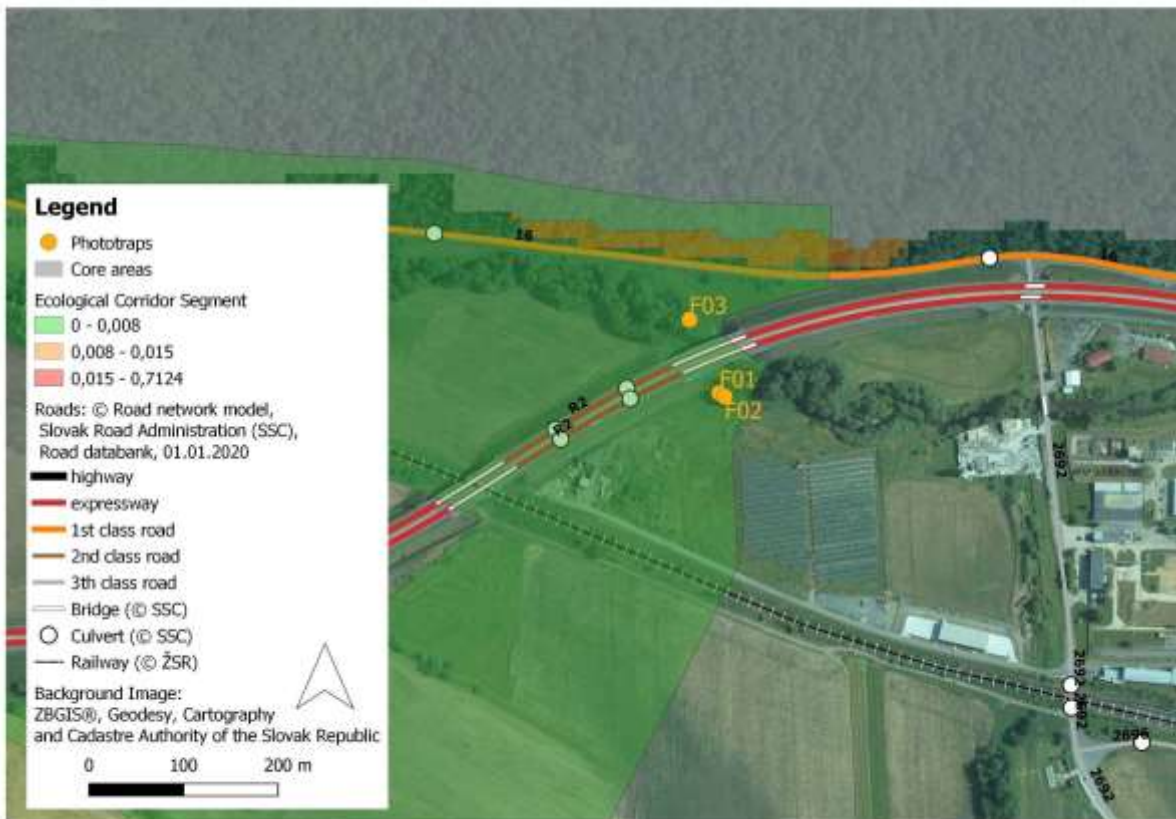 Legend
Phototraps
Core areas
Ecological Corridor Segment
0 - 0,008
0,008 - 0,015
0,015 - 0,7124
Roads: © Road network model,
Slovak Road Administration (SSC),
Road databank, 01.01.2020
highway
expressway
1st class road
2nd class road
3th class road
Bridge (© SSC)
Culvert (© SSC)
Railway (© ŽSR)
Background Image:
ZBGIS®, Geodesy, Cartography
and Cadastre Authority of the Slovak Republic
0 100 200 m
16
F03
F01
F02
R2
R2
2692
2692
2692
2696
2692